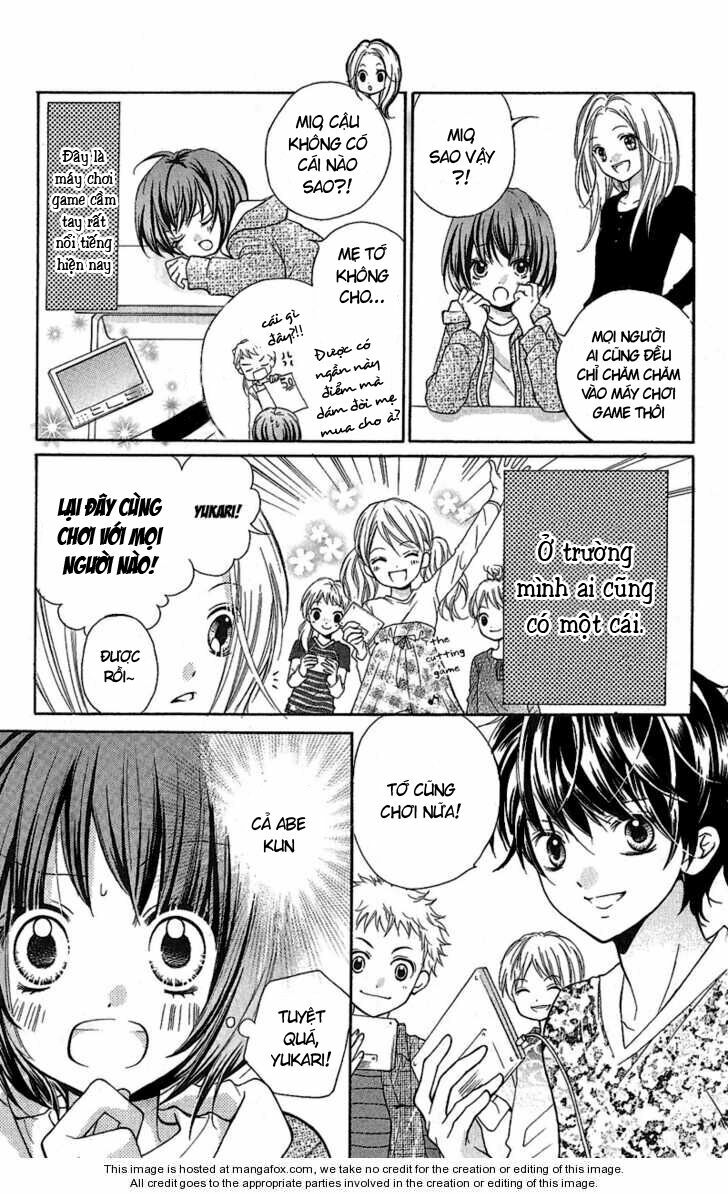 MIO
SAO VẬY
?!
MỌI NGƯỜI
AI CŨNG ĐỀU
CHỈ CHĂM CHĂM
VÀO MÁY CHƠI
GAME THÔI
MIO CẬU
KHÔNG CÓ
CÁI NÀO
SAO?!
MẸ TỚ
KHÔNG
CHO...
Đây là
máy chơi
game cầm
tay rất
nổi tiếng
hiện nay
cái gì
đây?!!
50
Được có
ngần này
điểm mà
dám đòi mẹ
mua cho à?
Ở trường
mình ai cũng
có một cái.
YUKARI!
LẠI ĐÂY CÙNG
CHƠI VỚI MỌI
NGƯỜI NÀO!
the
cutting
game
ĐƯỢC
RỒI~
TỚ CŨNG
CHƠI NỮA!
CẢ ABE
KUN
TUYỆT
QUÁ,
YUKARI!
This image is hosted at mangafox.com, we take no credit for the creation or editing of this image.
All credit goes to the appropriate parties involved in the creation or editing of this image.